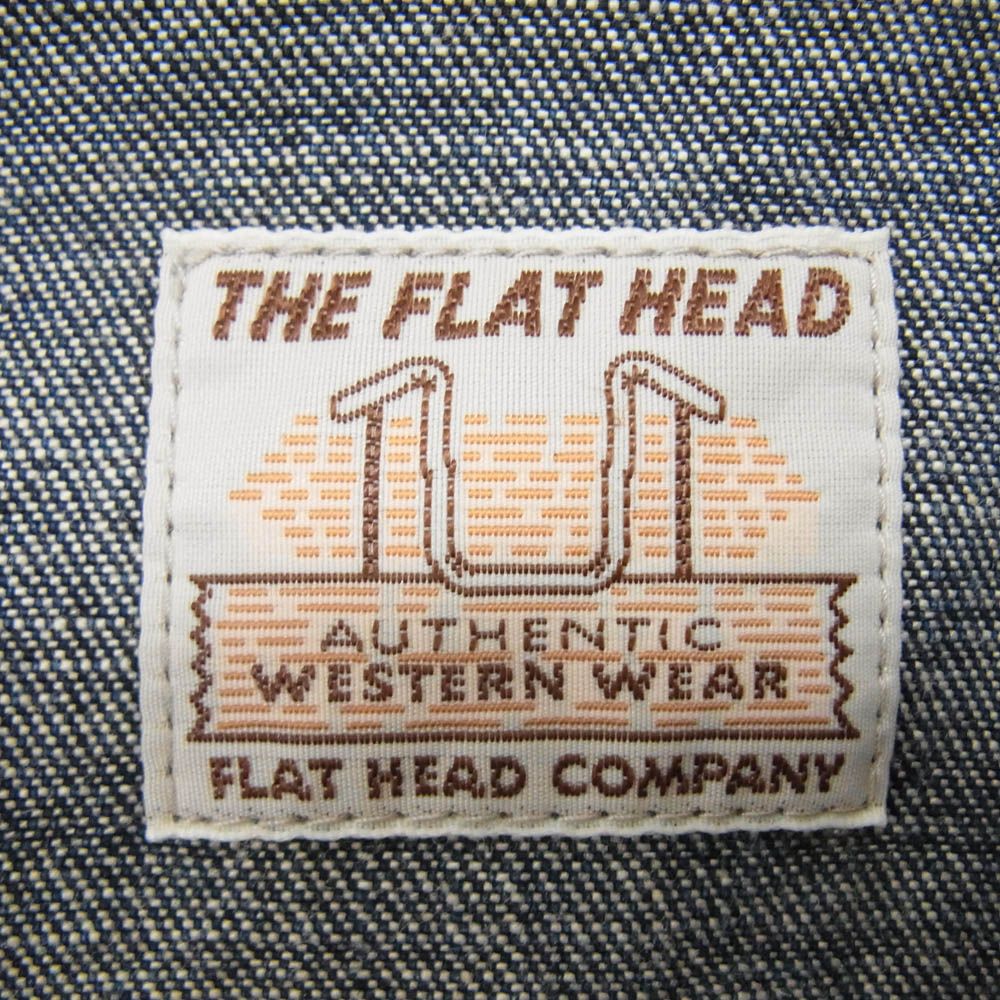 THE FLAT HEAD
AUTHENTIC
WESTERN WEAR
FLAT HEAD COMPANY